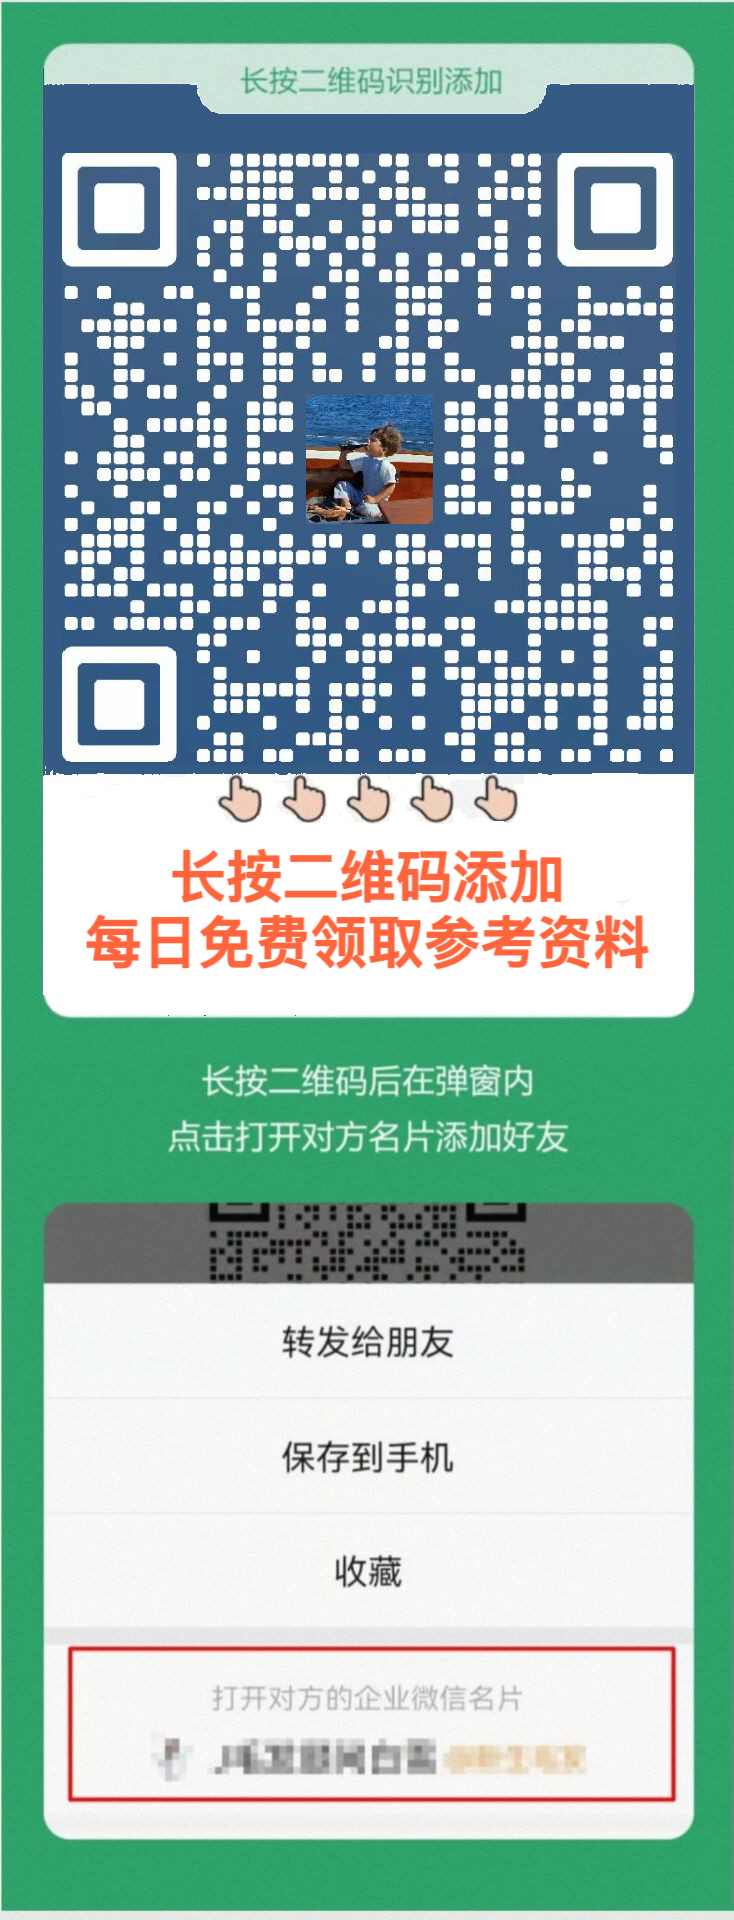 长按二维码识别添加
长按二维码添加
每日免费领取参考资料
长按二维码后在弹窗内
点击打开对方名片添加好友
转发给朋友
保存到手机
收藏
打开对方的企业微信名片